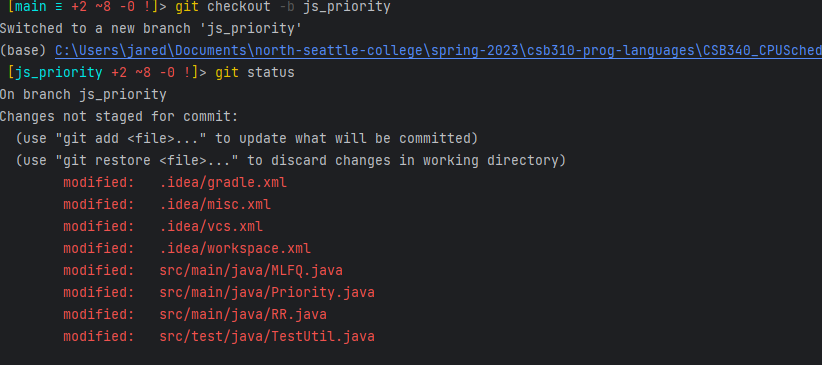 [main ≡ +2 ~8 -0 !]> git checkout -b js_priority
Switched to a new branch 'js_priority'
(base) C:\Users\jared\Documents\north-seattle-college\spring-2023\csb310-prog-languages\CSB340_CPUSched
[js_priority +2 ~8 -0 !]> git status
On branch js_priority
Changes not staged for commit:
(use "git add <file>..." to update what will be committed)
(use "git restore <file>..." to discard changes in working directory)
modified:   .idea/gradle.xml
modified:   .idea/misc.xml
modified:   .idea/vcs.xml
modified:   .idea/workspace.xml
modified:   src/main/java/MLFQ.java
modified:   src/main/java/Priority.java
modified:   src/main/java/RR.java
modified:   src/test/java/TestUtil.java